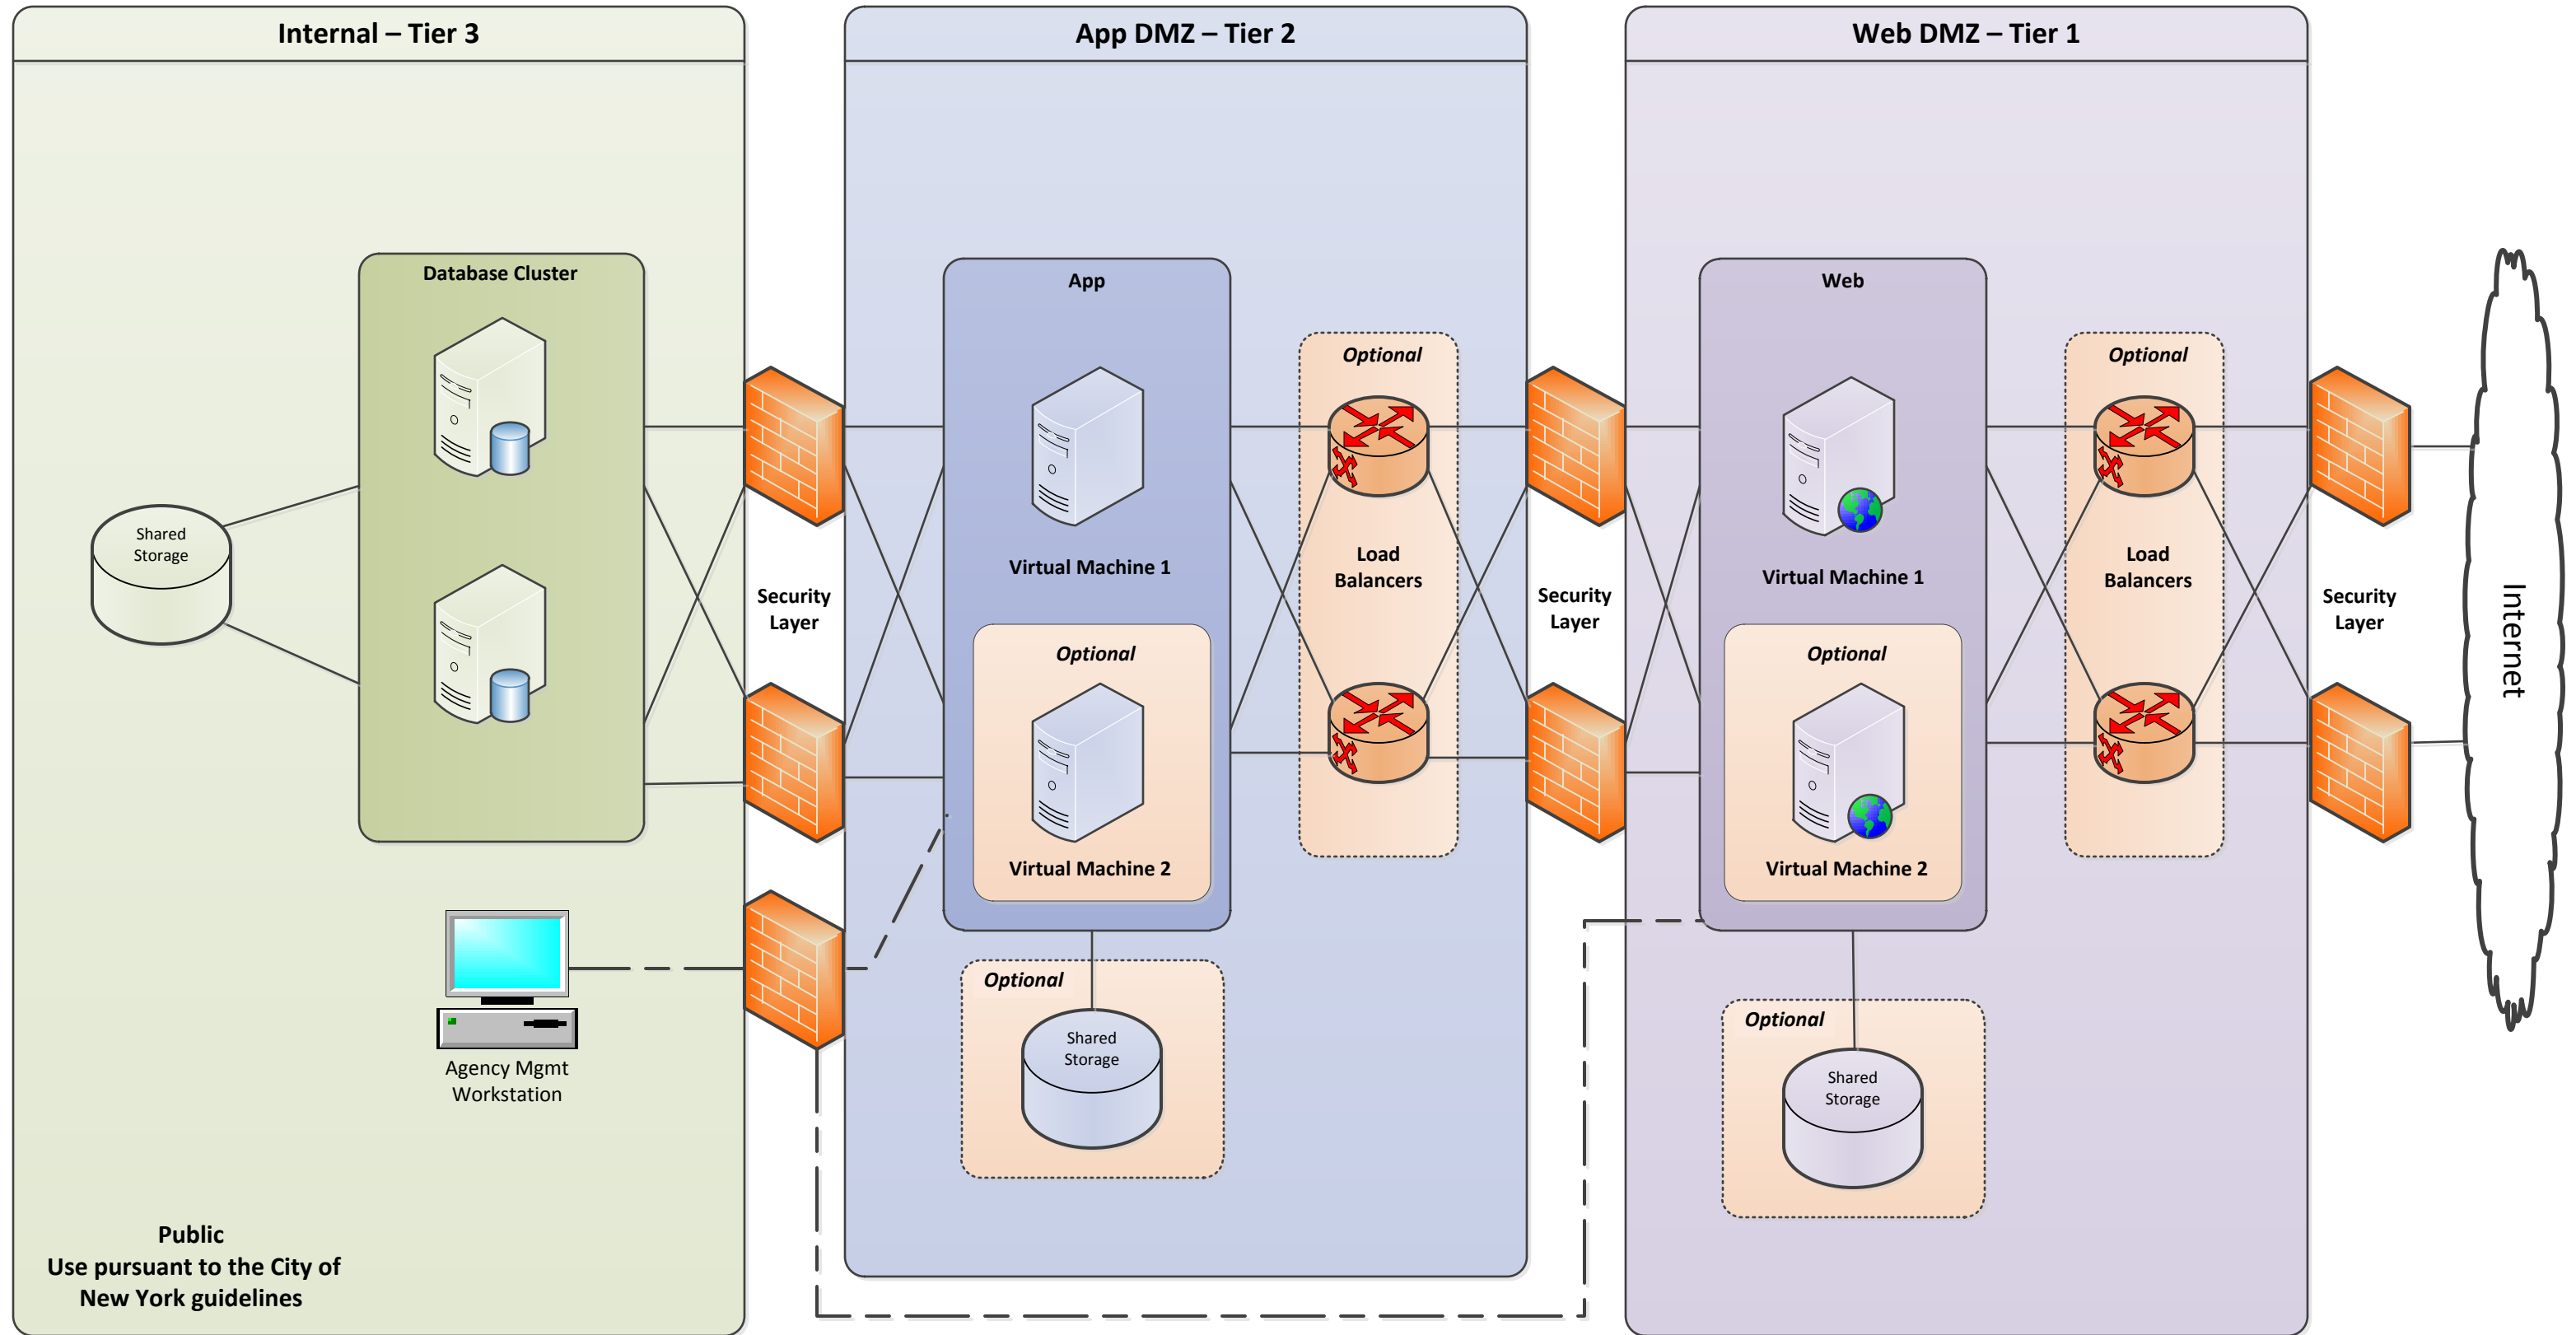 Internal – Tier 3
Database Cluster
Shared
Storage
Agency Mgmt
Workstation
Public
Use pursuant to the City of
New York guidelines
Security
Layer
App DMZ – Tier 2
App
Virtual Machine 1
Optional
Virtual Machine 2
Optional
Load
Balancers
Optional
Shared
Storage
Security
Layer
Web DMZ – Tier 1
Web
Virtual Machine 1
Optional
Virtual Machine 2
Optional
Load
Balancers
Optional
Shared
Storage
Security
Layer
Internet